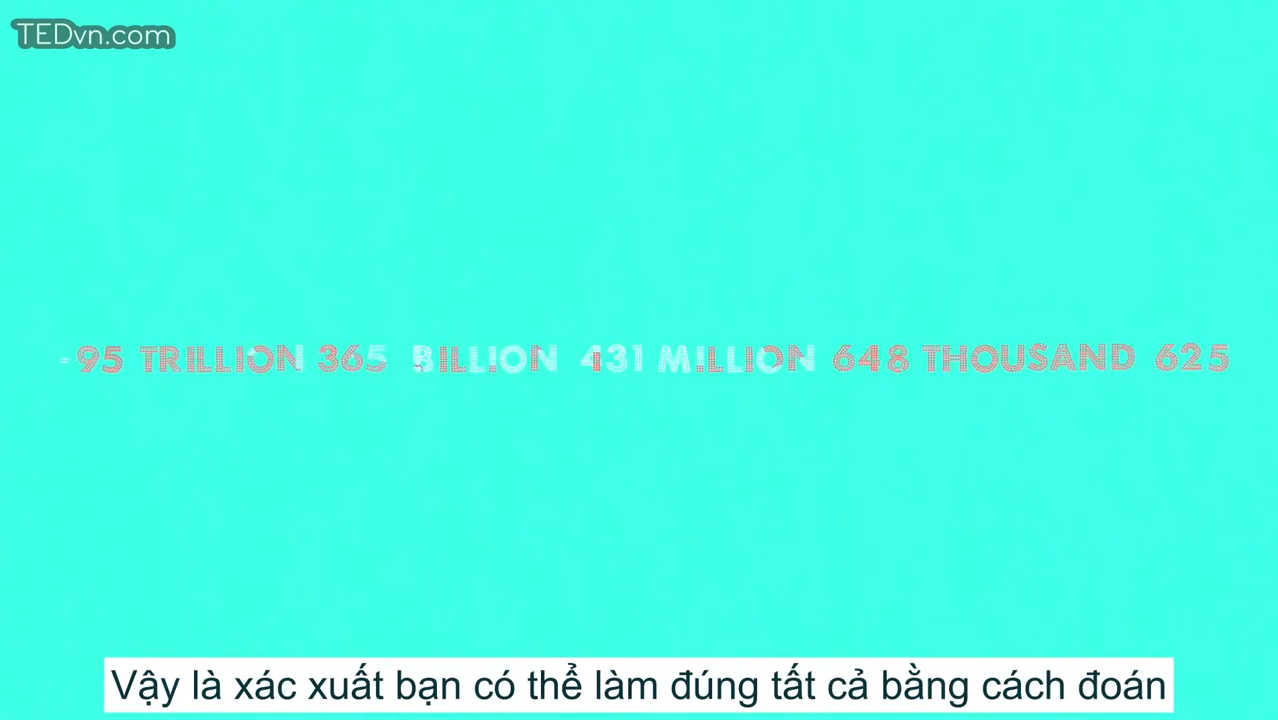 TEDvn.com
-95 TRILLION 365 BILLION 431 MILLION 648 THOUSAND 625
Vậy là xác xuất bạn có thể làm đúng tất cả bằng cách đoán